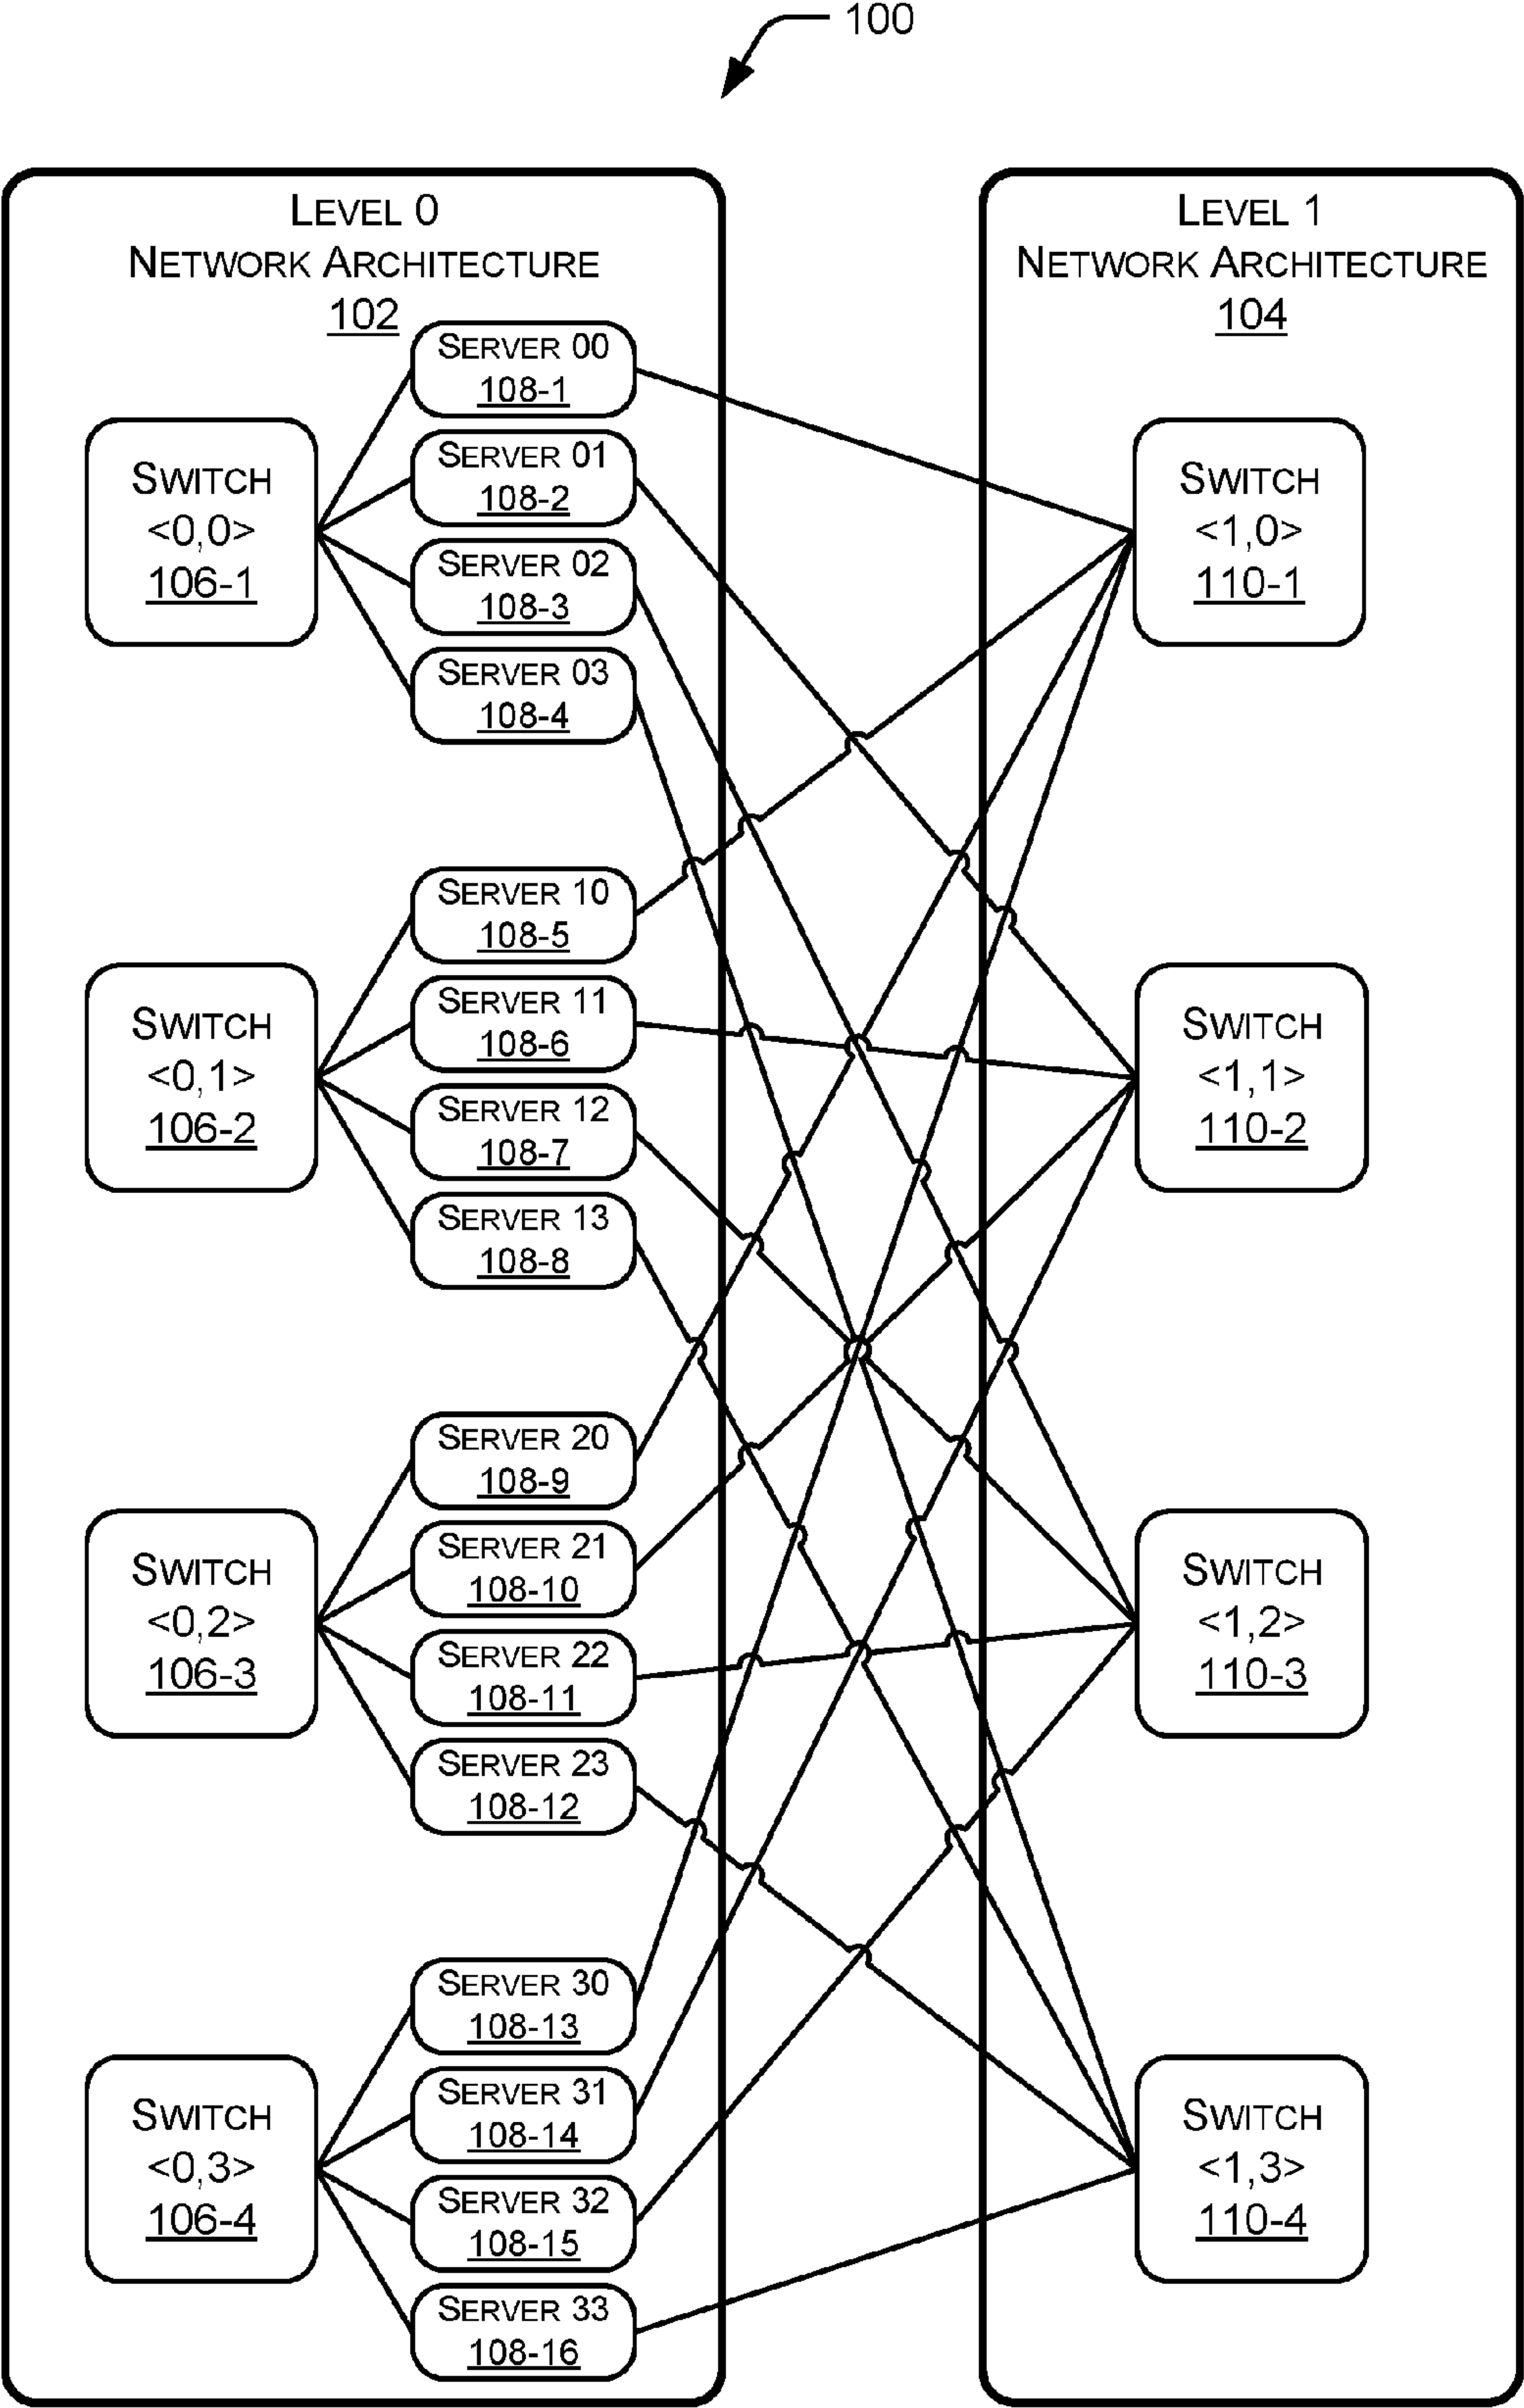 100
LEVEL 0
NETWORK ARCHITECTURE
102
SERVER 00
108-1
SERVER 01
108-2
SERVER 02
108-3
SERVER 03
108-4
SWITCH
<0,0>
106-1
SERVER 10
108-5
SERVER 11
108-6
SERVER 12
108-7
SERVER 13
108-8
SWITCH
<0,1>
106-2
SERVER 20
108-9
SERVER 21
108-10
SERVER 22
108-11
SERVER 23
108-12
SWITCH
<0,2>
106-3
SERVER 30
108-13
SERVER 31
108-14
SERVER 32
108-15
SERVER 33
108-16
SWITCH
<0,3>
106-4
LEVEL 1
NETWORK ARCHITECTURE
104
SWITCH
<1,0>
110-1
SWITCH
<1,1>
110-2
SWITCH
<1,2>
110-3
SWITCH
<1,3>
110-4